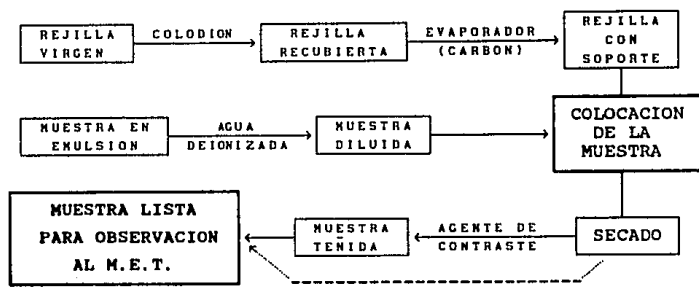 REJILLA
VIRGEN
COLODION
REJILLA
RECUBIERTA
EVAPORADOR
(CARBON)
REJILLA
CON
SOPORTE
MUESTRA EN
EMULSION
AGUA
DEIONIZADA
MUESTRA
DILUIDA
COLOCACION
DE LA
MUESTRA
SECADO
AGENTE DE
CONTRASTE
MUESTRA
TEÑIDA
MUESTRA LISTA
PARA OBSERVACION
AL M.E.T.